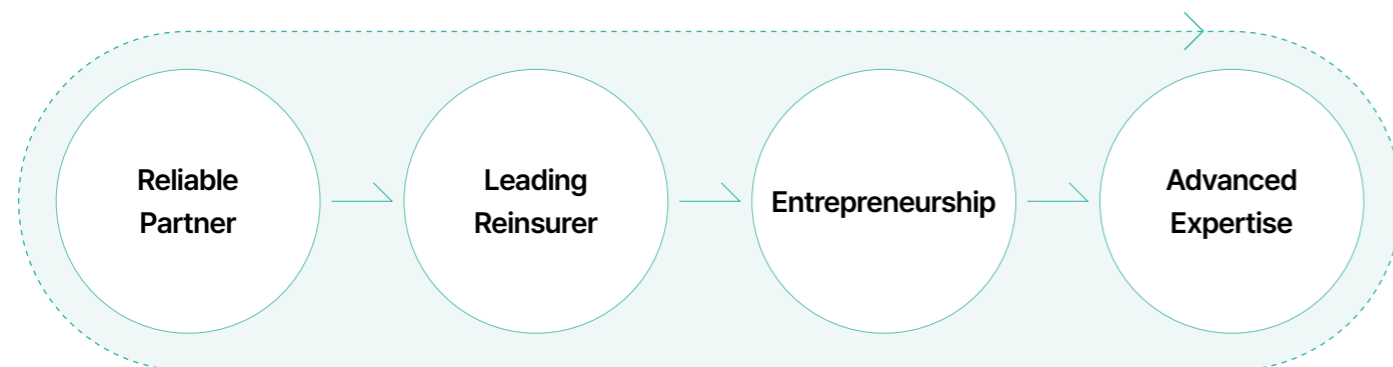 Reliable
Partner
Leading
Reinsurer
Entrepreneurship
Advanced
Expertise